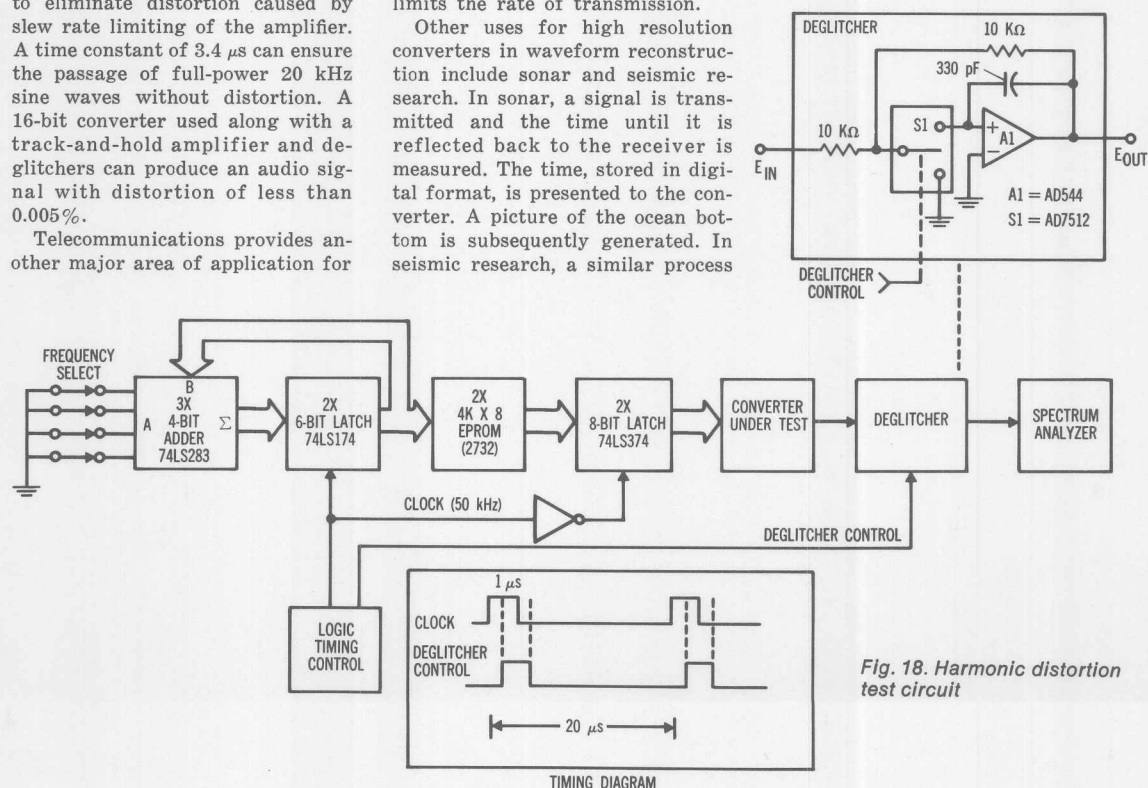 to eliminate distortion caused by
slew rate limiting of the amplifier.
A time constant of 3.4 μs can ensure
the passage of full-power 20 kHz
sine waves without distortion. A
16-bit converter used along with a
track-and-hold amplifier and de-
glitchers can produce an audio sig-
nal with distortion of less than
0.005%.
Telecommunications provides an-
other major area of application for
limits the rate of transmission.
Other uses for high resolution
converters in waveform reconstruc-
tion include sonar and seismic re-
search. In sonar, a signal is trans-
mitted and the time until it is
reflected back to the receiver is
measured. The time, stored in digi-
tal format, is presented to the con-
verter. A picture of the ocean bot-
tom is subsequently generated. In
seismic research, a similar process
DEGLITCHER
10 KΩ
330 pF
S1
+
A1
−
10 KΩ
E IN
E OUT
A1 = AD544
S1 = AD7512
DEGLITCHER
CONTROL
FREQUENCY
SELECT
B
3X
4-BIT
A
ADDER
Σ
74LS283
2X
6-BIT LATCH
74LS174
2X
4K X 8
EPROM
(2732)
2X
8-BIT LATCH
74LS374
CONVERTER
UNDER TEST
DEGLITCHER
SPECTRUM
ANALYZER
CLOCK (50 kHz)
DEGLITCHER CONTROL
LOGIC
TIMING
CONTROL
1 μs
CLOCK
DEGLITCHER
CONTROL
20 μs
TIMING DIAGRAM
Fig. 18. Harmonic distortion
test circuit